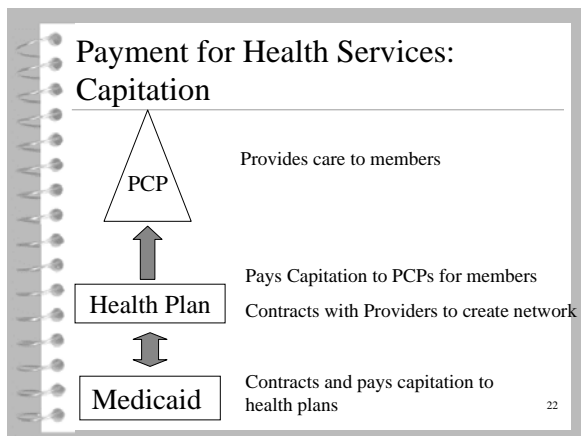 Payment for Health Services:
Capitation
Provides care to members
PCP
Pays Capitation to PCPs for members
Health Plan
Contracts with Providers to create network
Contracts and pays capitation to
Medicaid
health plans
22